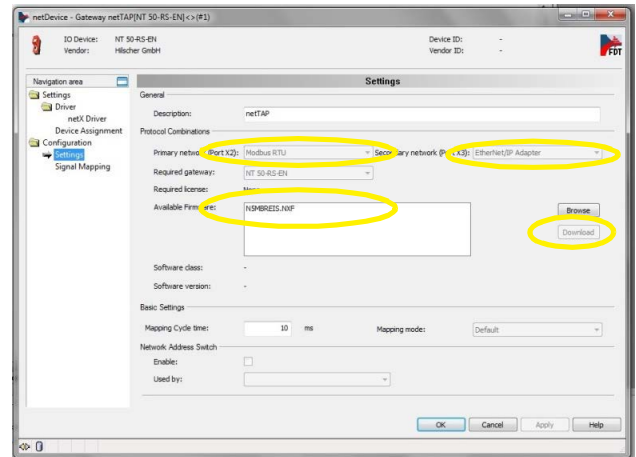 netDevice - Gateway netTAP[NT 50-RS-EN]<>(#1)
IO Device: NT 50-RS-EN Device ID: -
Vendor: Hilscher GmbH Vendor ID: -
FDT
Navigation area Settings
Settings General
Driver Description: netTAP
netX Driver
Device Assignment Protocol Combinations
Configuration
Settings Primary network (Port X2): Modbus RTU Secondary network (Port X3): EtherNet/IP Adapter
Signal Mapping
Required gateway: NT 50-RS-EN
Required license: None
Available Firmware: N5MBREIS.NXF Browse
Download
Software class: -
Software version: -
Basic Settings
Mapping Cycle time: 10 ms Mapping mode: Default
Network Address Switch
Enable:
Used by:
OK Cancel Apply Help